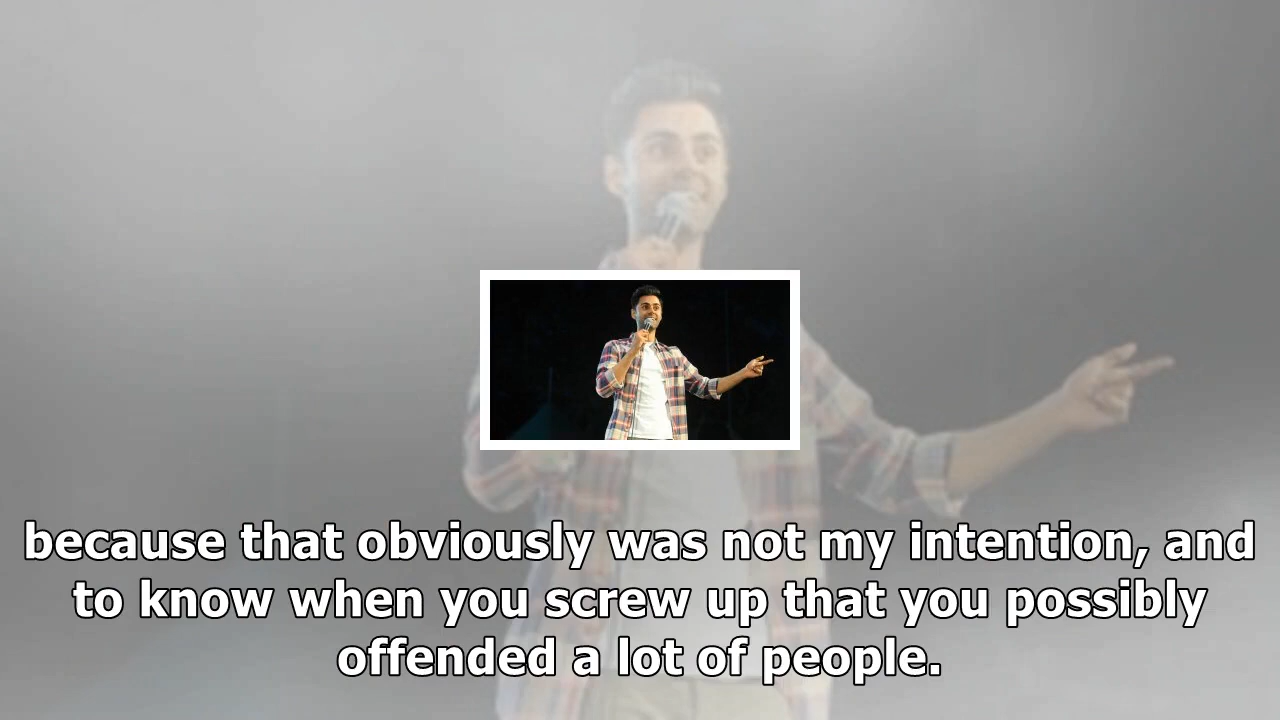 because that obviously was not my intention, and
to know when you screw up that you possibly
offended a lot of people.